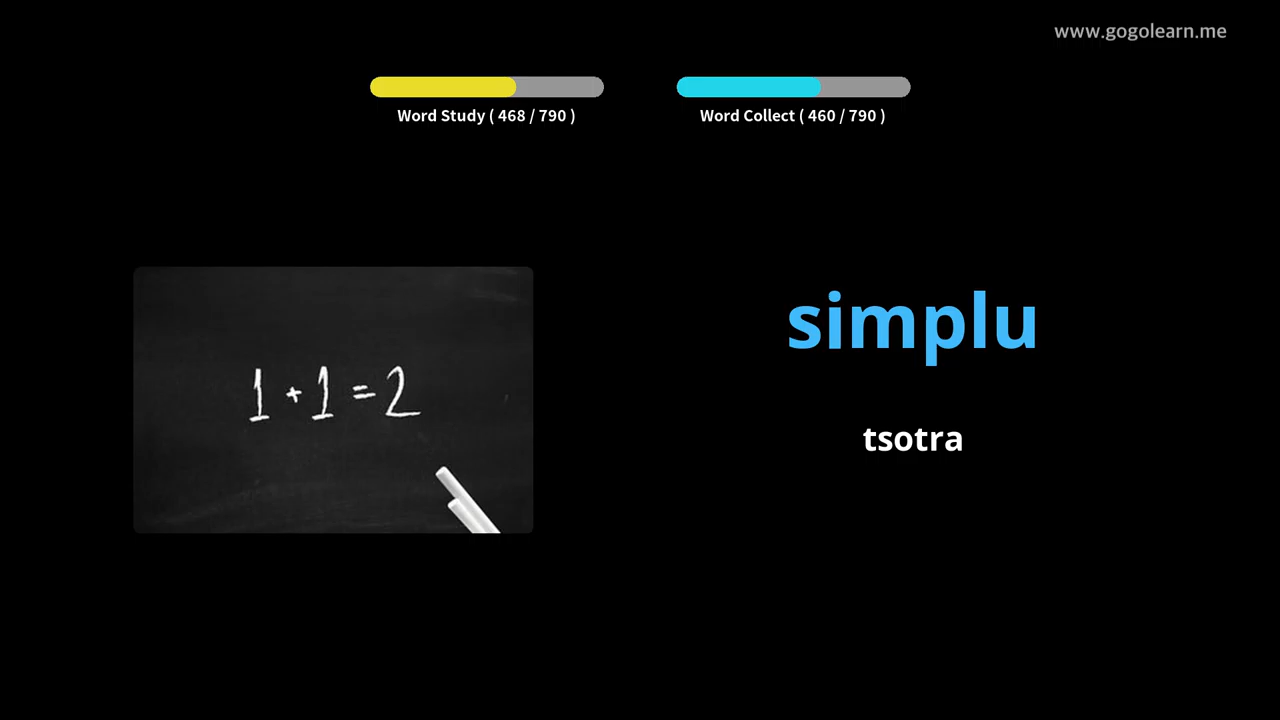 www.gogolearn.me
Word Study ( 468 / 790 )
Word Collect ( 460 / 790 )
1 + 1 = 2
simplu
tsotra